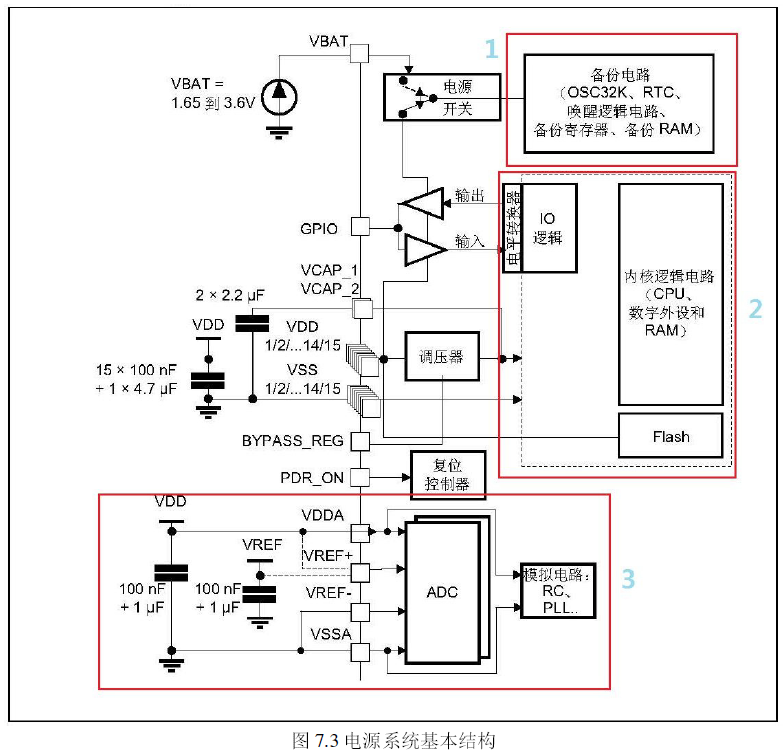 VBAT
1
VBAT =
1.65 到 3.6V
电源
开关
备份电路
(OSC32K、RTC、
唤醒逻辑电路、
备份寄存器、备份 RAM)
GPIO
输出
输入
电平转换器
IO
逻辑
内核逻辑电路
(CPU、
数字外设和
RAM)
2
VCAP_1
VCAP_2
2 × 2.2 µF
VDD
VDD
1/2/...14/15
15 × 100 nF
+ 1 × 4.7 µF
VSS
1/2/...14/15
调压器
Flash
BYPASS_REG
PDR_ON
复位
控制器
VDD
VDDA
VREF
VREF+
100 nF
+ 1 µF
100 nF
+ 1 µF
VREF-
VSSA
ADC
模拟电路:
RC、
PLL..
3
图 7.3 电源系统基本结构